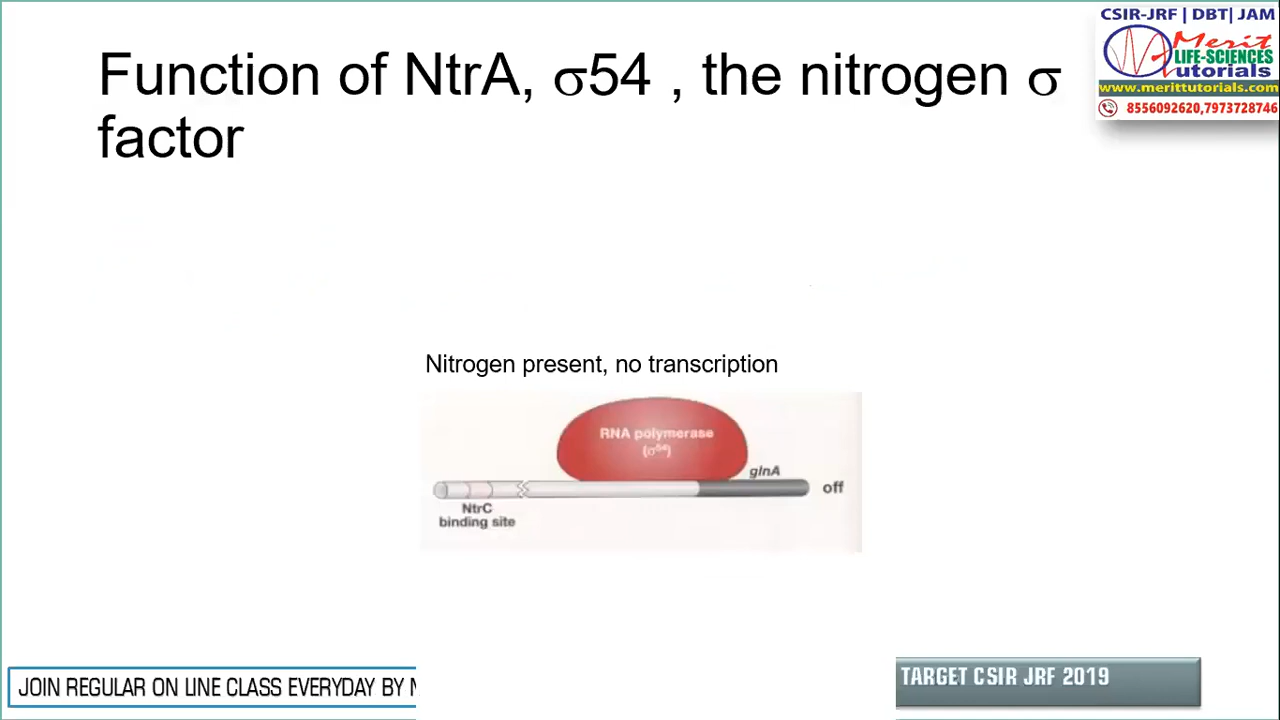 CSIR-JRF | DBT| JAM
Merit
LIFE-SCIENCES
utorials
www.merittutorials.com
8556092620,7973728746
Function of NtrA, σ54 , the nitrogen σ
factor
Nitrogen present, no transcription
RNA polymerase
(σ54)
glnA
off
NtrC
binding site
JOIN REGULAR ON LINE CLASS EVERYDAY BY
TARGET CSIR JRF 2019